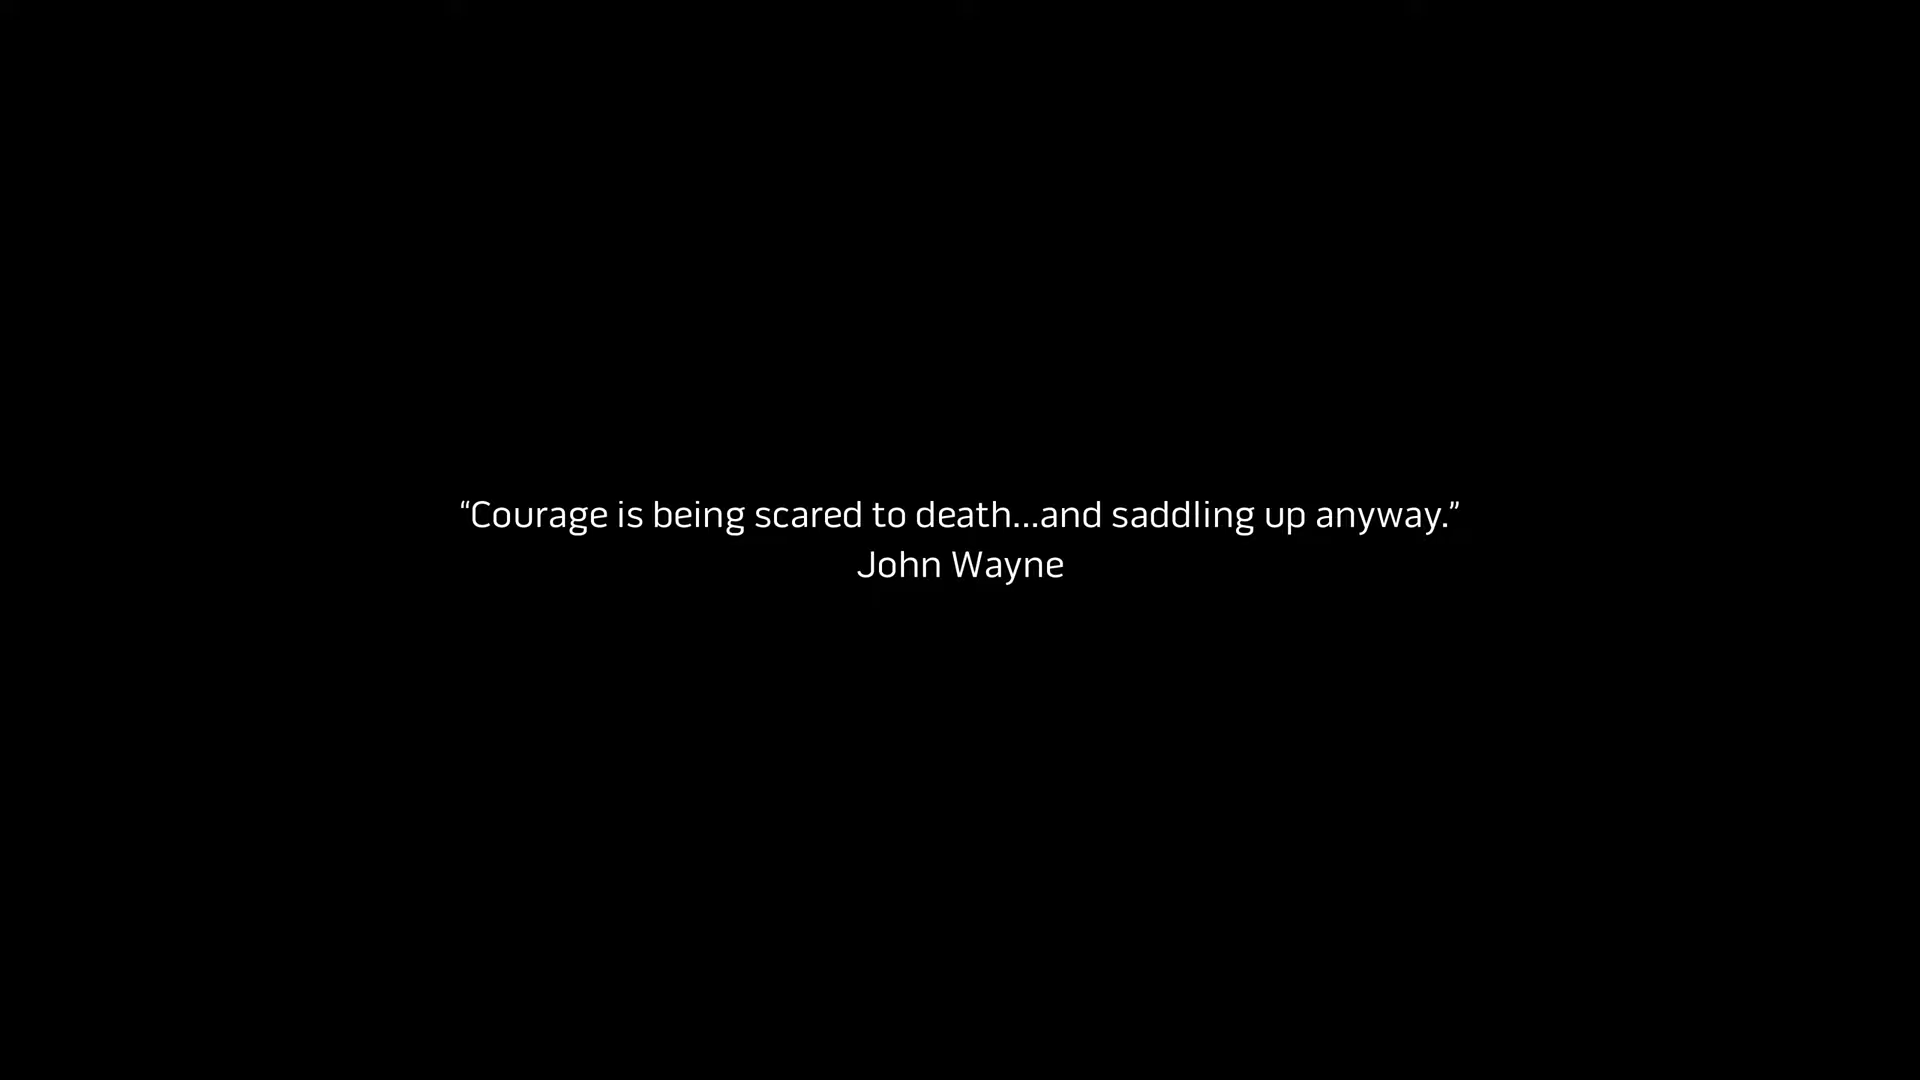 “Courage is being scared to death...and saddling up anyway.”
John Wayne